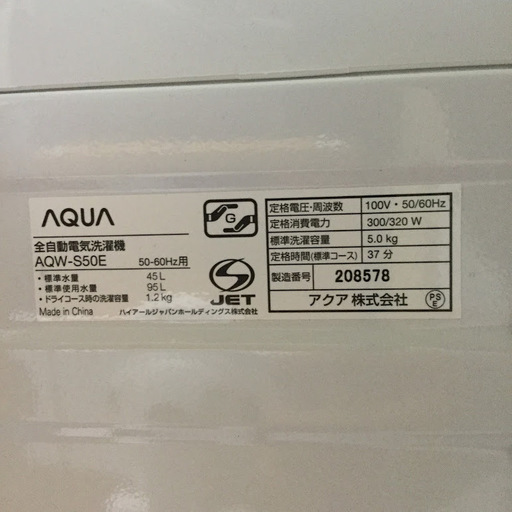 AQUA
全自動電気洗濯機
AQW-S50E 50-60Hz用
・標準水量 45L
・標準使用水量 95L
・ドライコース時の洗濯容量 1.2kg
Made in China
ハイアールジャパンホールディングス株式会社
G
S
JET
定格電圧・周波数 100V・50/60Hz
定格消費電力 300/320 W
標準洗濯容量 5.0 kg
定格時間(標準コース) 37 分
製造番号 208578
アクア 株式会社
PS
E